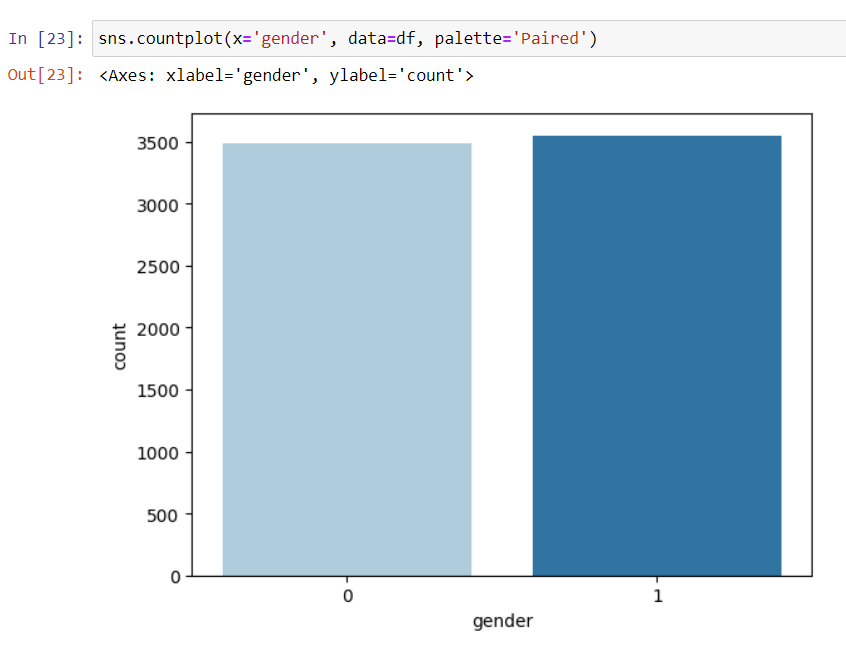 In [23]: sns.countplot(x='gender', data=df, palette='Paired')
Out[23]: <Axes: xlabel='gender', ylabel='count'>
3500
3000
2500
2000
1500
1000
500
0
count
0 1
gender